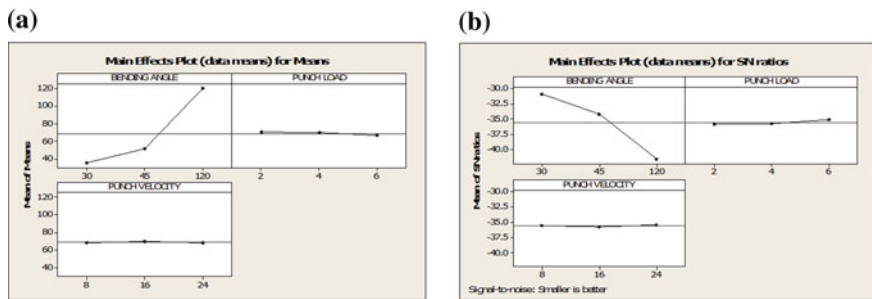 (a)
Main Effects Plot (data means) for Means
BENDING ANGLE PUNCH LOAD
Mean of Means
120
100
80
60
40
30 45 120 2 4 6
PUNCH VELOCITY
120
100
80
60
40
8 16 24
(b)
Main Effects Plot (data means) for SN ratios
BENDING ANGLE PUNCH LOAD
Mean of SN ratios
-30.0
-32.5
-35.0
-37.5
-40.0
30 45 120 2 4 6
PUNCH VELOCITY
-30.0
-32.5
-35.0
-37.5
-40.0
8 16 24
Signal-to-noise: Smaller is better